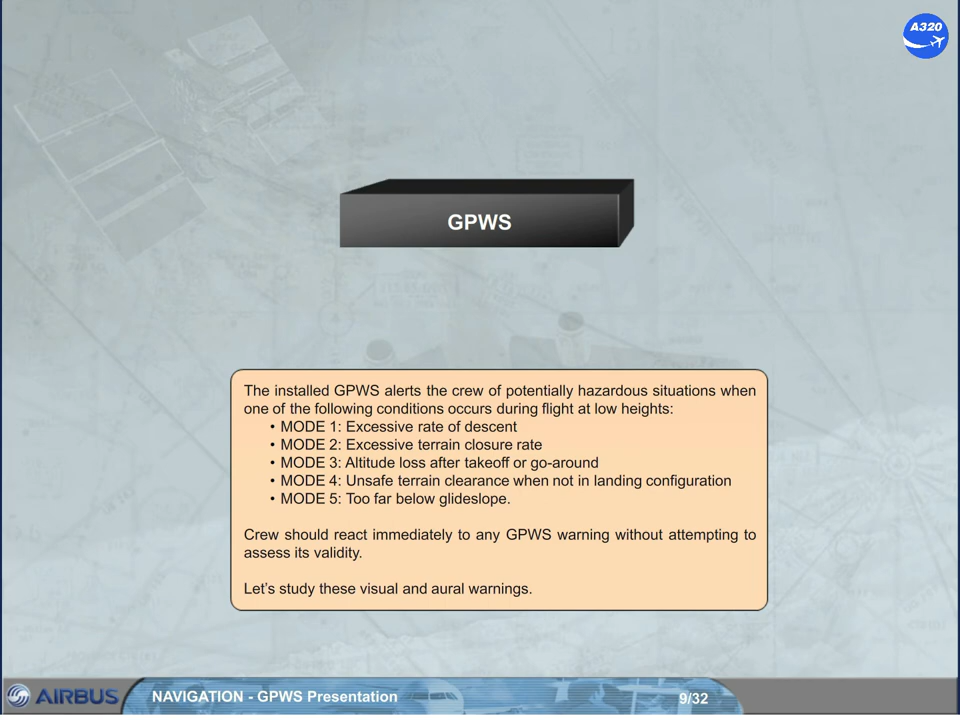 A320
GPWS
The installed GPWS alerts the crew of potentially hazardous situations when
one of the following conditions occurs during flight at low heights:
• MODE 1: Excessive rate of descent
• MODE 2: Excessive terrain closure rate
• MODE 3: Altitude loss after takeoff or go-around
• MODE 4: Unsafe terrain clearance when not in landing configuration
• MODE 5: Too far below glideslope.
Crew should react immediately to any GPWS warning without attempting to
assess its validity.
Let’s study these visual and aural warnings.
AIRBUS
NAVIGATION - GPWS Presentation
9/32